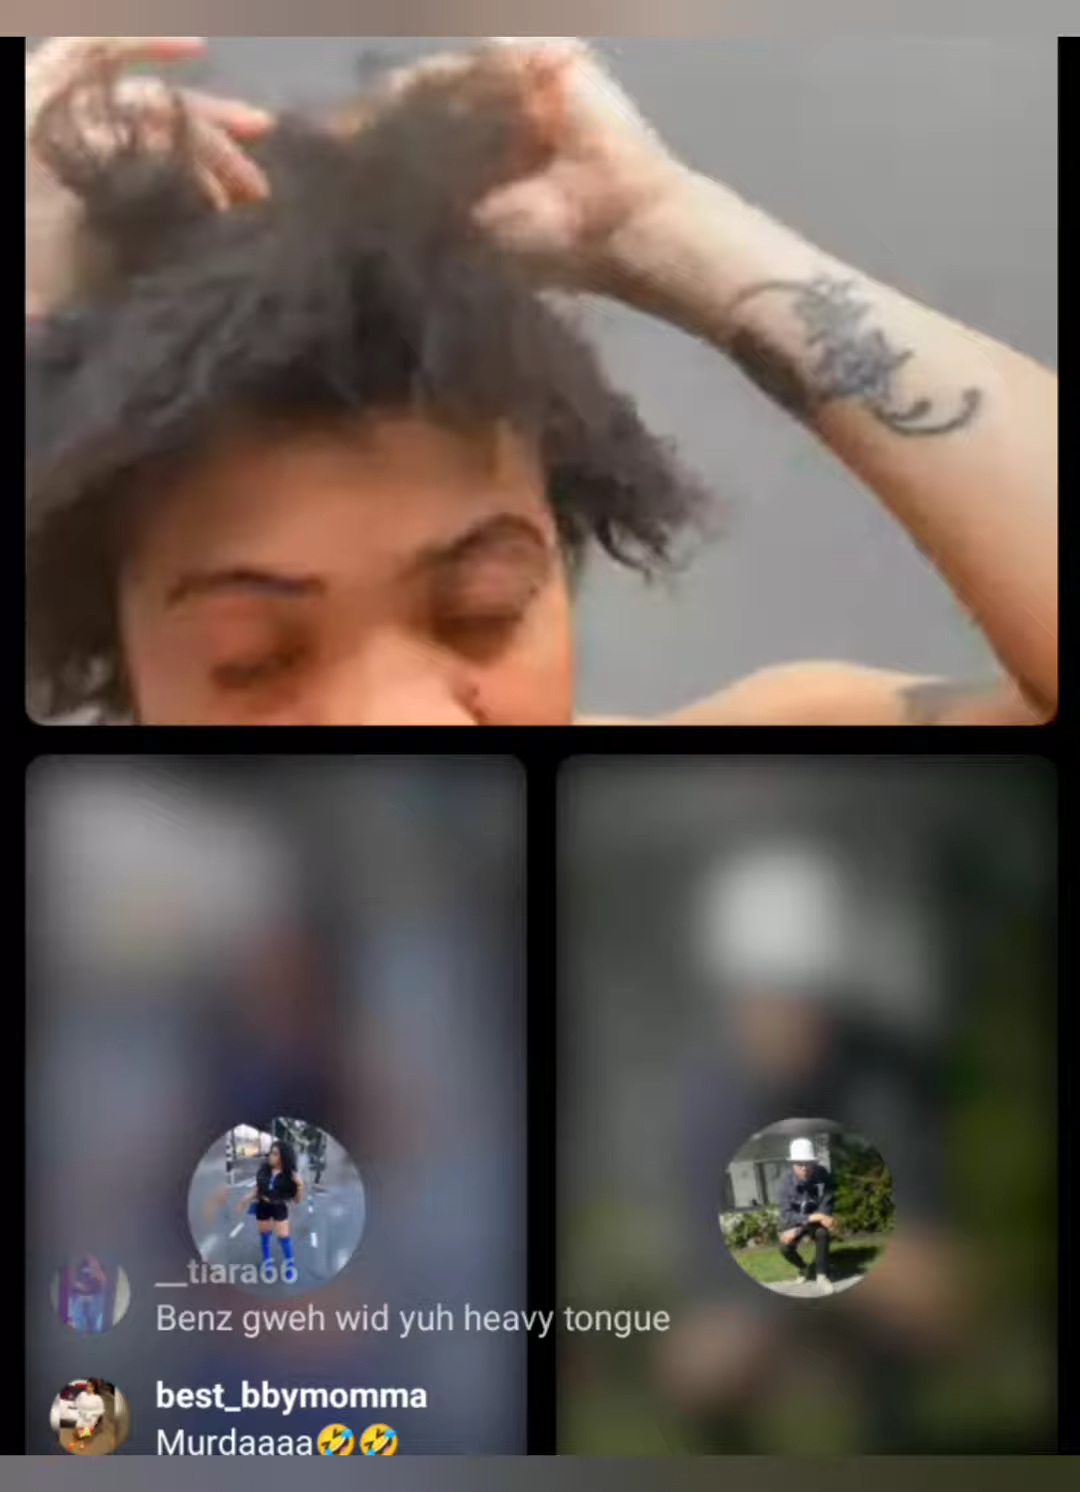 __tiara66
Benz gweh wid yuh heavy tongue
best_bbymomma
Murdaaaa🤣🤣